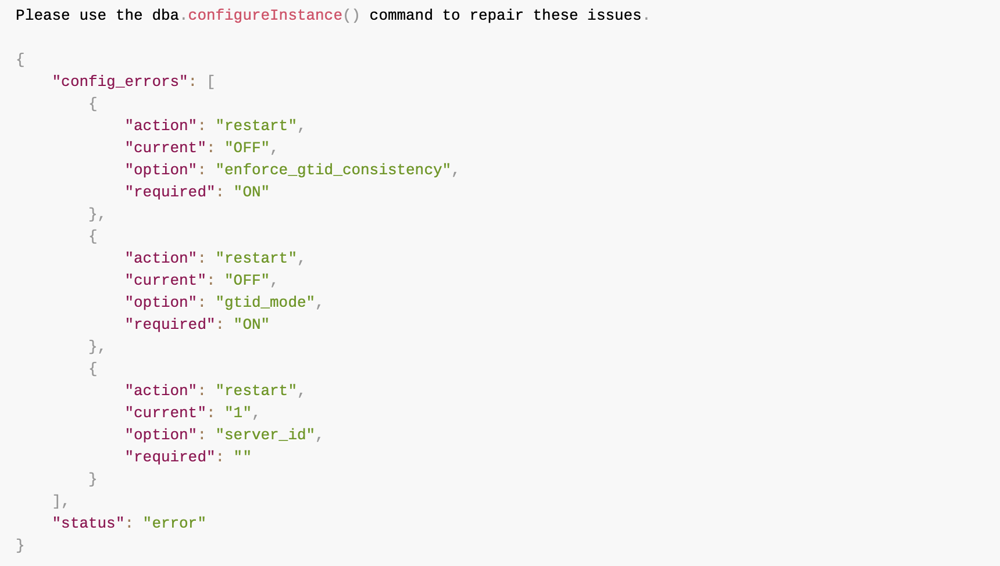 Please use the dba.configureInstance() command to repair these issues.

{
    "config_errors": [
        {
            "action": "restart",
            "current": "OFF",
            "option": "enforce_gtid_consistency",
            "required": "ON"
        },
        {
            "action": "restart",
            "current": "OFF",
            "option": "gtid_mode",
            "required": "ON"
        },
        {
            "action": "restart",
            "current": "1",
            "option": "server_id",
            "required": ""
        }
    ],
    "status": "error"
}